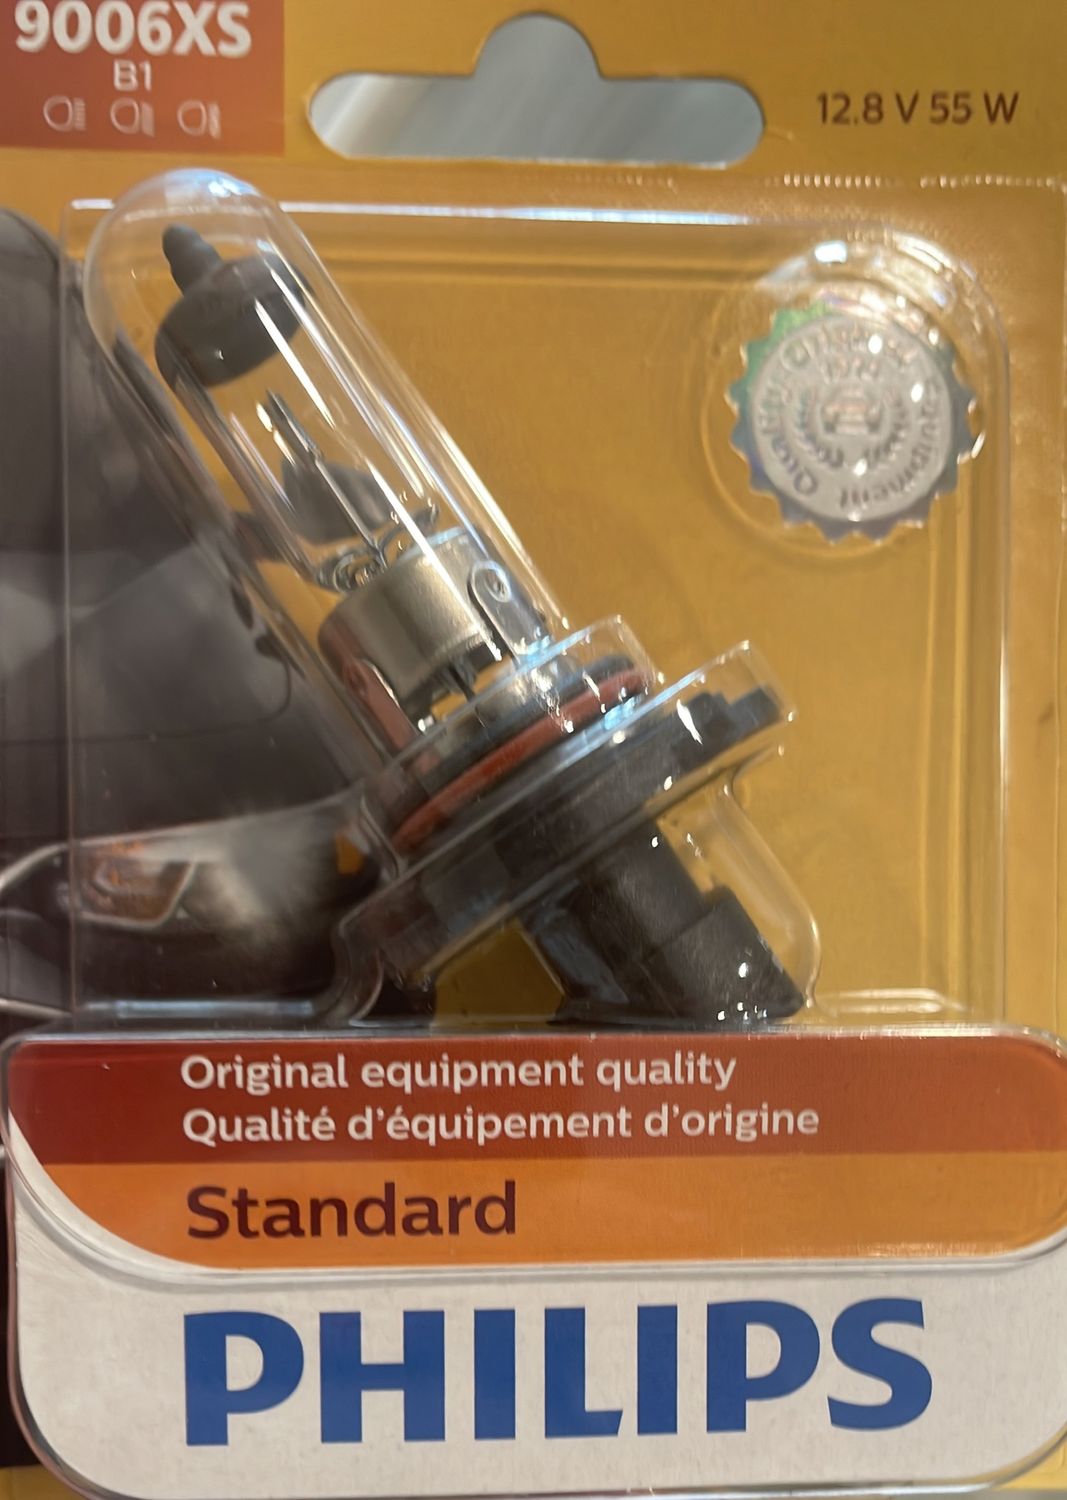 9006XS
B1
12.8 V 55 W
Original equipment quality
Qualité d'équipement d'origine
Standard
PHILIPS